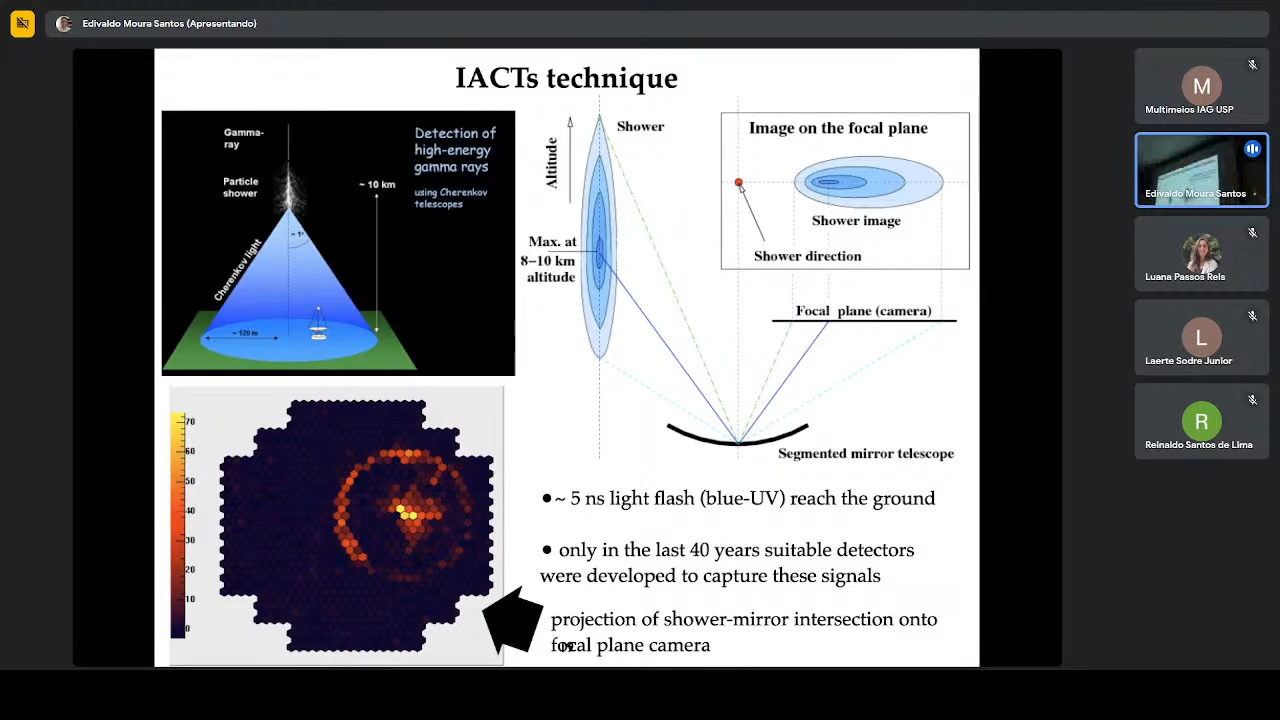 Edivaldo Moura Santos (Apresentando)
IACTs technique
Gamma-
ray
Particle
shower
Cherenkov light
~ 1°
~ 120 m
~ 10 km
Detection of
high-energy
gamma rays
using Cherenkov
telescopes
Altitude
Shower
Max. at
8–10 km
altitude
Image on the focal plane
Shower image
Shower direction
Focal plane (camera)
Segmented mirror telescope
70
60
50
40
30
20
10
0
●~ 5 ns light flash (blue-UV) reach the ground
● only in the last 40 years suitable detectors
were developed to capture these signals
projection of shower-mirror intersection onto
focal plane camera
M
Multimeios IAG USP
Edivaldo Moura Santos
Luana Passos Reis
L
Laerte Sodre Junior
R
Reinaldo Santos de Lima